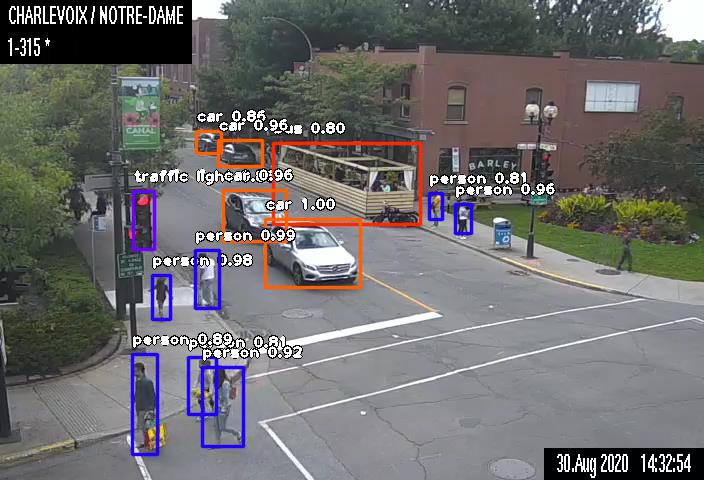 CHARLEVOIX / NOTRE-DAME
1-315 *
car 0.86
car 0.96
bus 0.80
traffic light
car 0.96
car 1.00
person 0.81
person 0.96
person 0.99
person 0.98
person 0.89
person 0.81
person 0.92
CANAL
BARLEY
30.Aug 2020 14:32:54